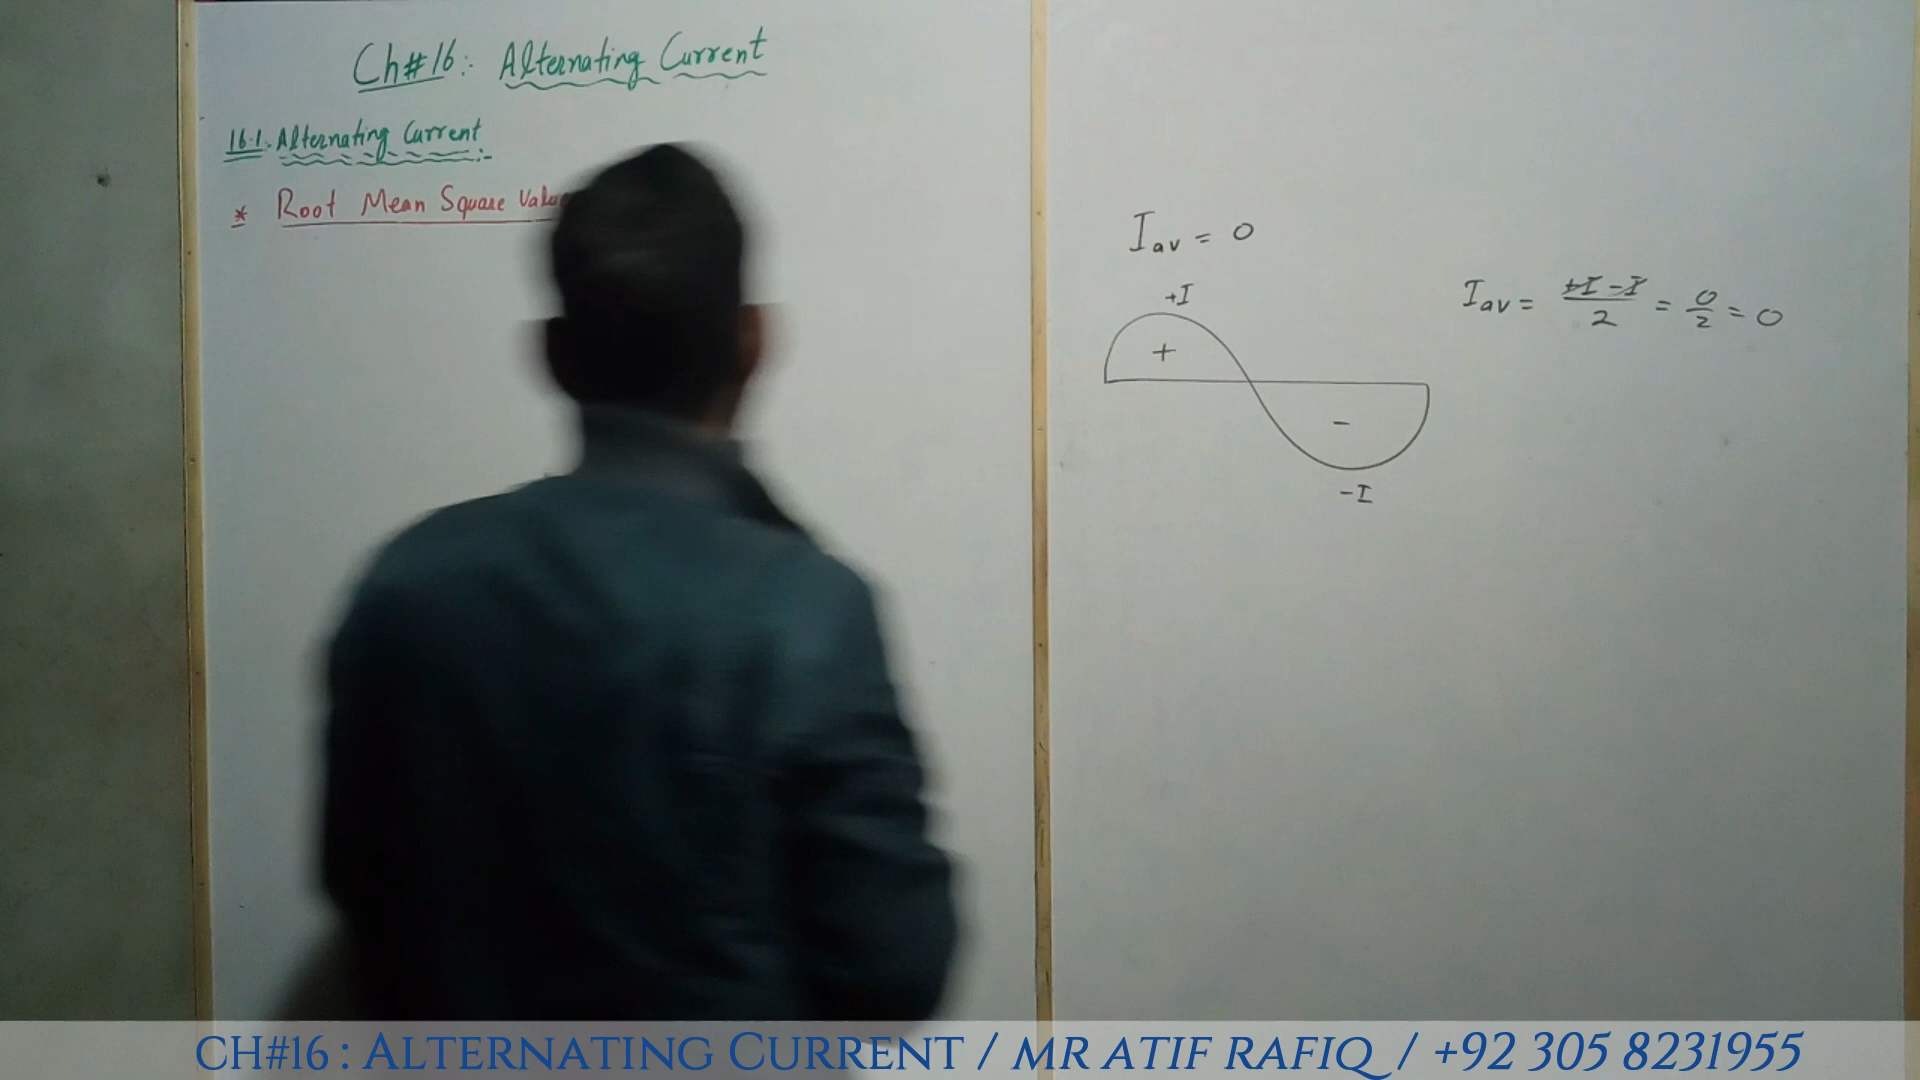 Ch#16:- Alternating Current
16.1. Alternating Current :-
* Root Mean Square
Iav = 0
+I
+
-
-I
Iav = +I - I / 2 = 0/2 = 0
CH#16 : ALTERNATING CURRENT / MR ATIF RAFIQ / +92 305 8231955